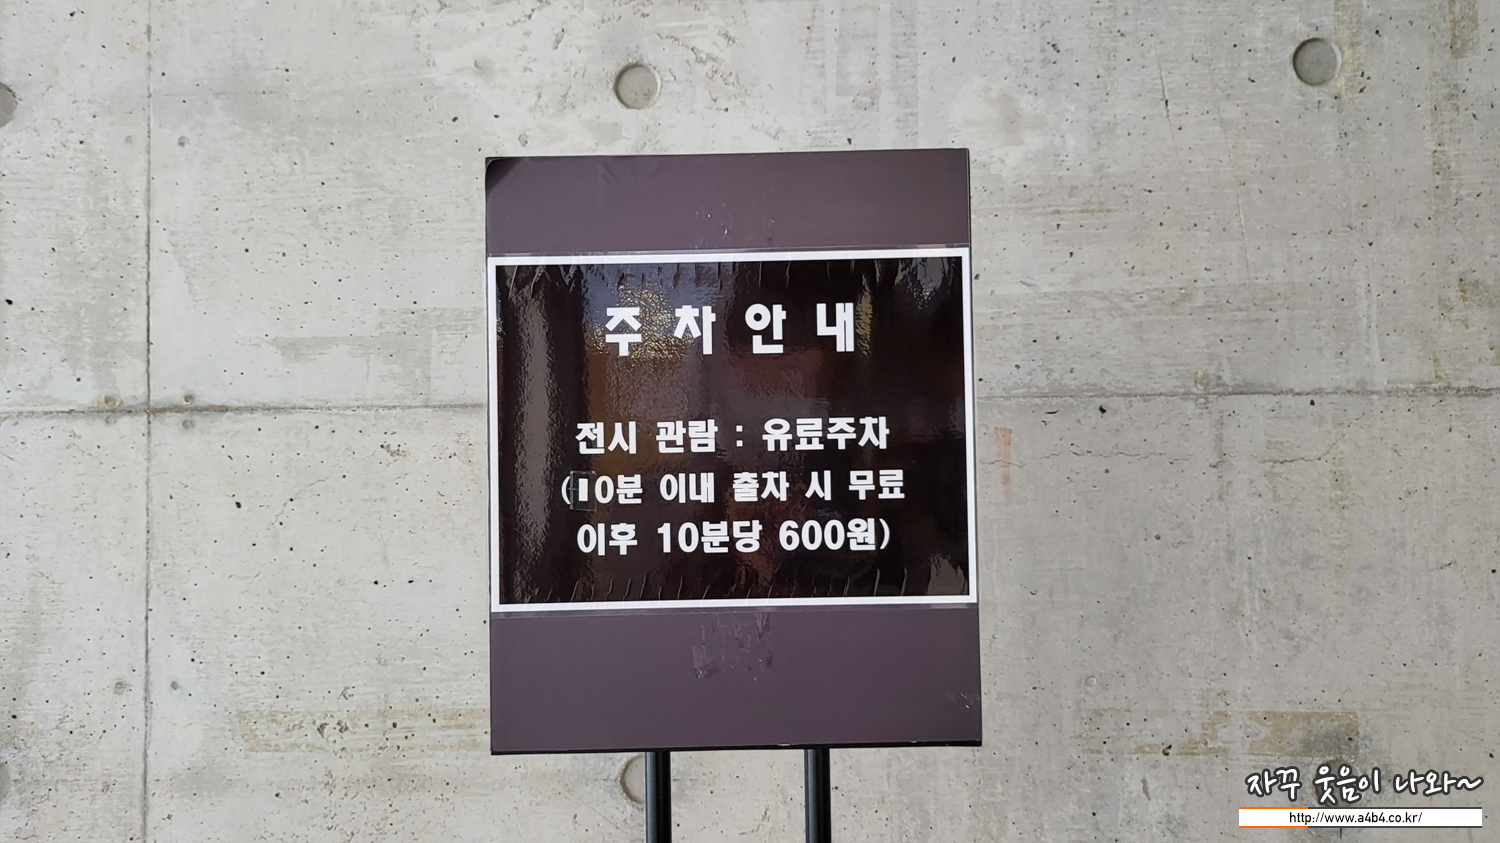 주차안내
전시 관람 : 유료주차
(10분 이내 출차 시 무료
이후 10분당 600원)
자꾸 웃음이 나와~
http://www.a4b4.co.kr/